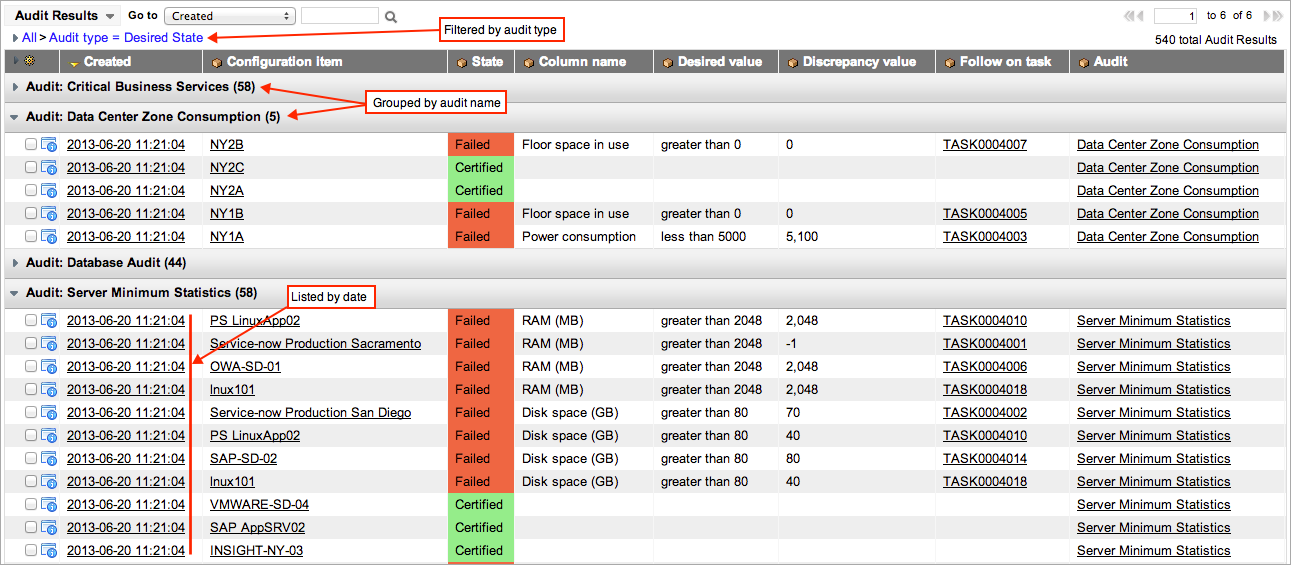 Audit Results Go to Created 1 to 6 of 6
Filtered by audit type
All > Audit type = Desired State
540 total Audit Results
Created Configuration item State Column name Desired value Discrepancy value Follow on task Audit
Audit: Critical Business Services (58)
Grouped by audit name
Audit: Data Center Zone Consumption (5)
2013-06-20 11:21:04 NY2B Failed Floor space in use greater than 0 0 TASK0004007 Data Center Zone Consumption
2013-06-20 11:21:04 NY2C Certified Data Center Zone Consumption
2013-06-20 11:21:04 NY2A Certified Data Center Zone Consumption
2013-06-20 11:21:04 NY1B Failed Floor space in use greater than 0 0 TASK0004005 Data Center Zone Consumption
2013-06-20 11:21:04 NY1A Failed Power consumption less than 5000 5,100 TASK0004003 Data Center Zone Consumption
Audit: Database Audit (44)
Audit: Server Minimum Statistics (58)
Listed by date
2013-06-20 11:21:04 PS LinuxApp02 Failed RAM (MB) greater than 2048 2,048 TASK0004010 Server Minimum Statistics
2013-06-20 11:21:04 Service-now Production Sacramento Failed RAM (MB) greater than 2048 -1 TASK0004001 Server Minimum Statistics
2013-06-20 11:21:04 OWA-SD-01 Failed RAM (MB) greater than 2048 2,048 TASK0004006 Server Minimum Statistics
2013-06-20 11:21:04 lnux101 Failed RAM (MB) greater than 2048 2,048 TASK0004018 Server Minimum Statistics
2013-06-20 11:21:04 Service-now Production San Diego Failed Disk space (GB) greater than 80 70 TASK0004002 Server Minimum Statistics
2013-06-20 11:21:04 PS LinuxApp02 Failed Disk space (GB) greater than 80 40 TASK0004010 Server Minimum Statistics
2013-06-20 11:21:04 SAP-SD-02 Failed Disk space (GB) greater than 80 80 TASK0004014 Server Minimum Statistics
2013-06-20 11:21:04 lnux101 Failed Disk space (GB) greater than 80 40 TASK0004018 Server Minimum Statistics
2013-06-20 11:21:04 VMWARE-SD-04 Certified Server Minimum Statistics
2013-06-20 11:21:04 SAP AppSRV02 Certified Server Minimum Statistics
2013-06-20 11:21:04 INSIGHT-NY-03 Certified Server Minimum Statistics